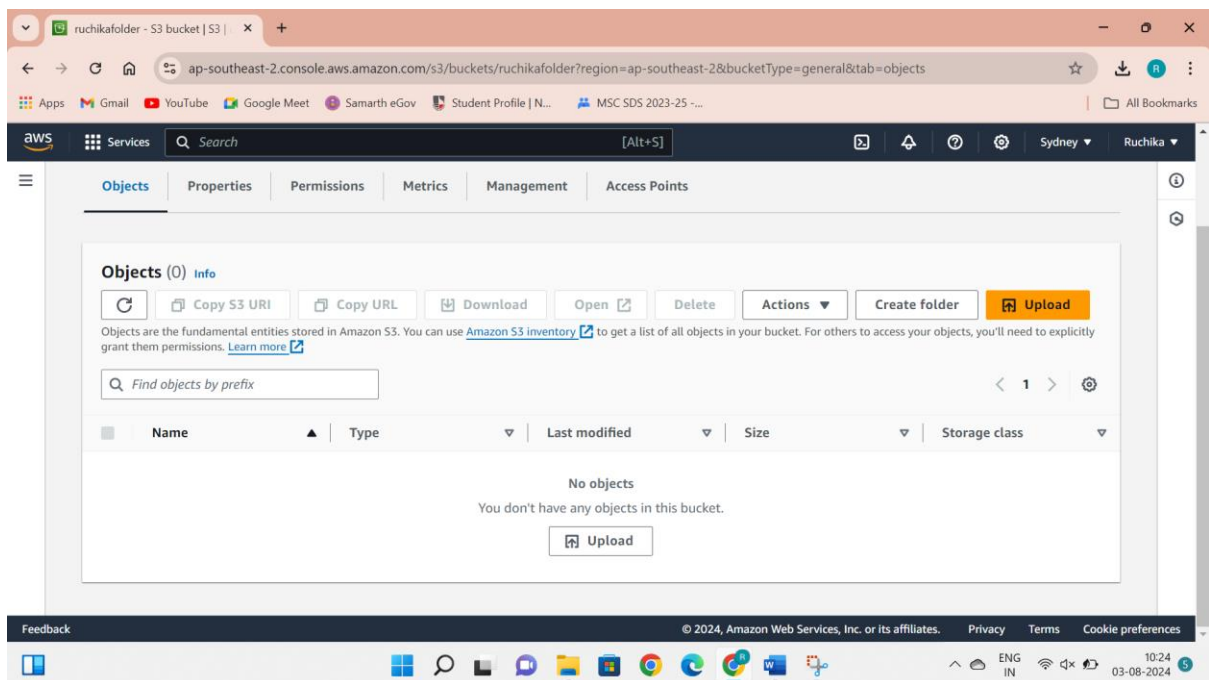 ruchikafolder - S3 bucket | S3 |
ap-southeast-2.console.aws.amazon.com/s3/buckets/ruchikafolder?region=ap-southeast-2&bucketType=general&tab=objects
R
Apps Gmail YouTube Google Meet Samarth eGov Student Profile | N... MSC SDS 2023-25 -... All Bookmarks
aws Services Search [Alt+S] Sydney Ruchika
Objects Properties Permissions Metrics Management Access Points
Objects (0) Info
Copy S3 URI Copy URL Download Open Delete Actions Create folder Upload
Objects are the fundamental entities stored in Amazon S3. You can use Amazon S3 inventory to get a list of all objects in your bucket. For others to access your objects, you'll need to explicitly
grant them permissions. Learn more
Find objects by prefix 1
Name Type Last modified Size Storage class
No objects
You don't have any objects in this bucket.
Upload
Feedback © 2024, Amazon Web Services, Inc. or its affiliates. Privacy Terms Cookie preferences
ENG 10:24
IN 03-08-2024 5